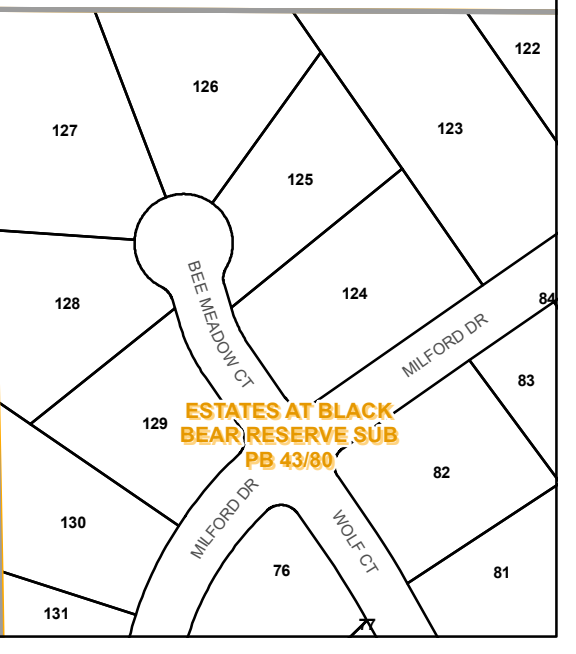 122
126
123
127
125
BEE MEADOW CT
124
84
128
MILFORD DR
83
ESTATES AT BLACK
BEAR RESERVE SUB
PB 43/80
129
82
MILFORD DR
WOLF CT
130
76
81
131
77